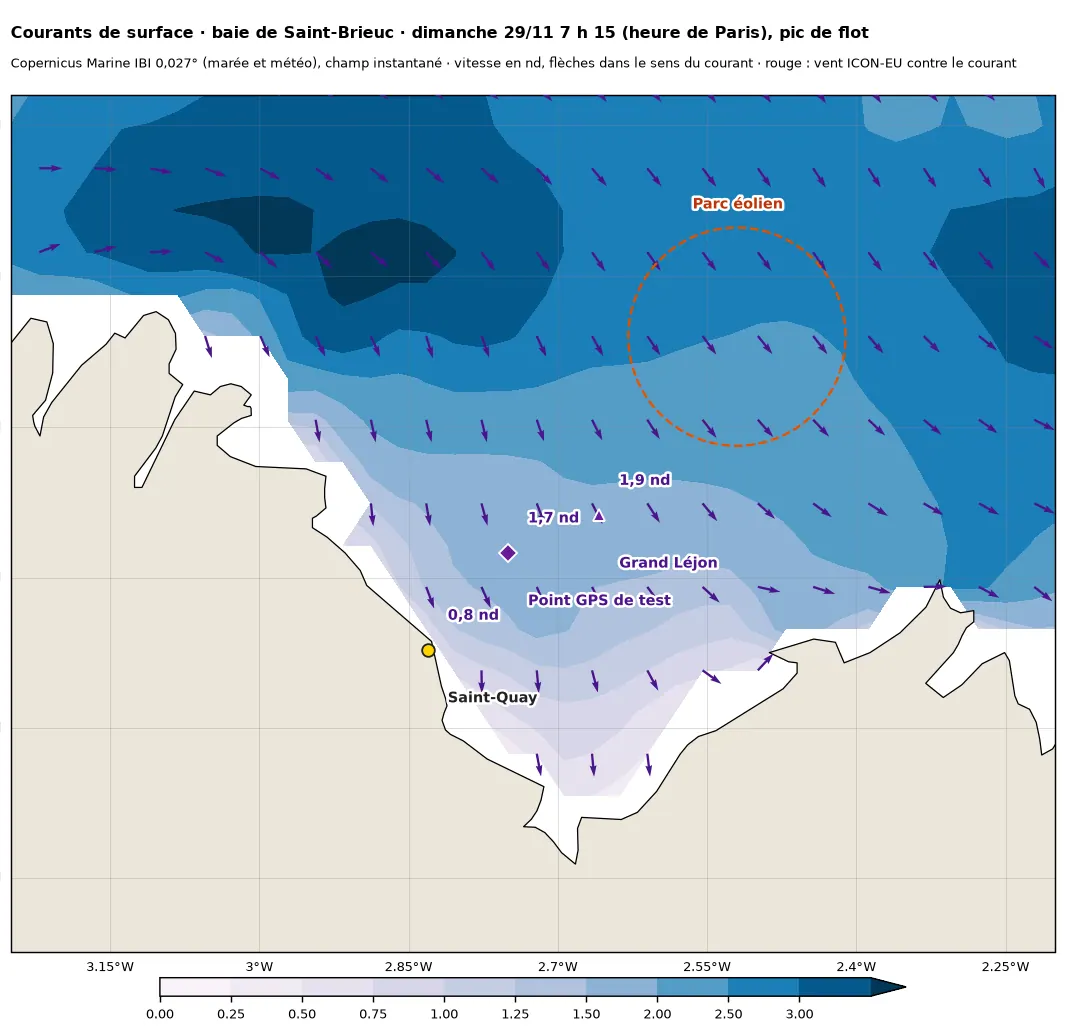 Courants de surface · baie de Saint-Brieuc · dimanche 29/11 7 h 15 (heure de Paris), pic de flot
Copernicus Marine IBI 0,027° (marée et météo), champ instantané · vitesse en nd, flèches dans le sens du courant · rouge : vent ICON-EU contre le courant
Parc éolien
1,9 nd
1,7 nd
Grand Léjon
Point GPS de test
0,8 nd
Saint-Quay
3.15°W 3°W 2.85°W 2.7°W 2.55°W 2.4°W 2.25°W
0.00 0.25 0.50 0.75 1.00 1.25 1.50 2.00 2.50 3.00